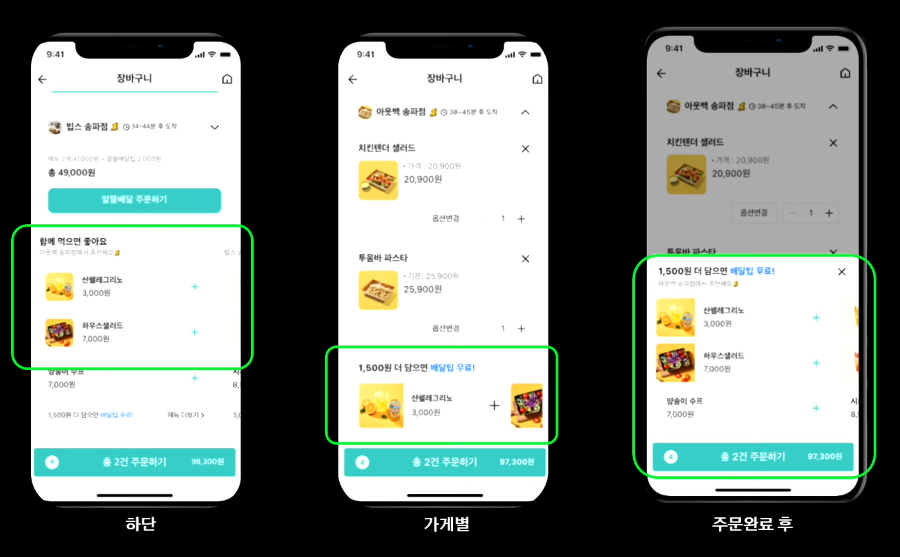 9:41
장바구니
빕스 송파점 34~44분 후 도착
메뉴 2개 47,000원 + 알뜰배달팁 2,000원
총 49,000원
알뜰배달 주문하기
함께 먹으면 좋아요
아웃백 송파점에서 추천해요
빕스 송
산펠레그리노
3,000원
+
하우스샐러드
7,000원
+
양송이 수프
7,000원
+
8,5
1,500원 더 담으면 배달팁 무료!
메뉴 더보기 >
3,0
4 총 2건 주문하기 98,300원
하단
9:41
장바구니
아웃백 송파점 38~45분 후 도착
치킨텐더 샐러드
• 가격 : 20,900원
20,900원
옵션변경 1 +
투움바 파스타
• 기본: 25,900원
25,900원
옵션변경 1 +
1,500원 더 담으면 배달팁 무료!
산펠레그리노
3,000원
+
4 총 2건 주문하기 97,300원
가게별
9:41
장바구니
아웃백 송파점 38~45분 후 도착
치킨텐더 샐러드
• 가격 : 20,900원
20,900원
옵션변경 − 1 +
투움바 파스타
1,500원 더 담으면 배달팁 무료!
아웃백 송파점에서 추천해요
산펠레그리노
3,000원
+
하우스샐러드
7,000원
+
양송이 수프
7,000원
+
시
8,5
4 총 2건 주문하기 97,300원
주문완료 후